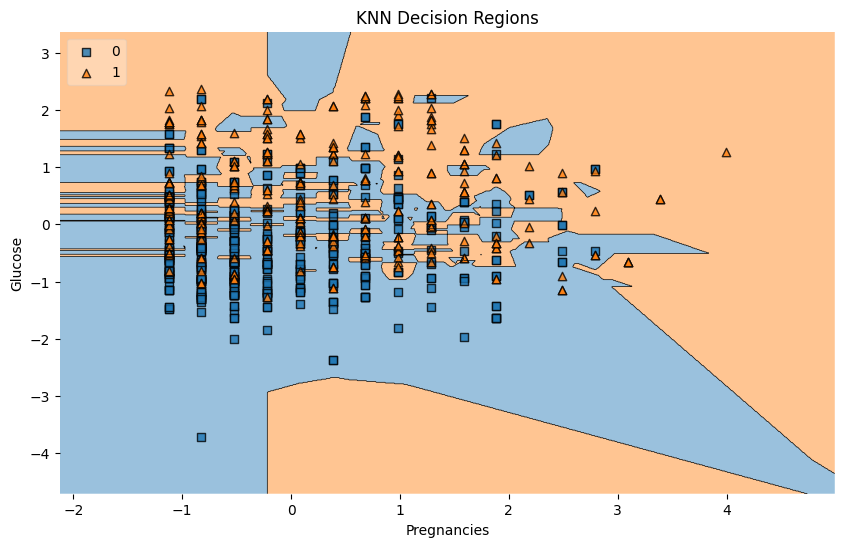 KNN Decision Regions
0
1
3
2
1
0
−1
−2
−3
−4
Glucose
−2 −1 0 1 2 3 4
Pregnancies